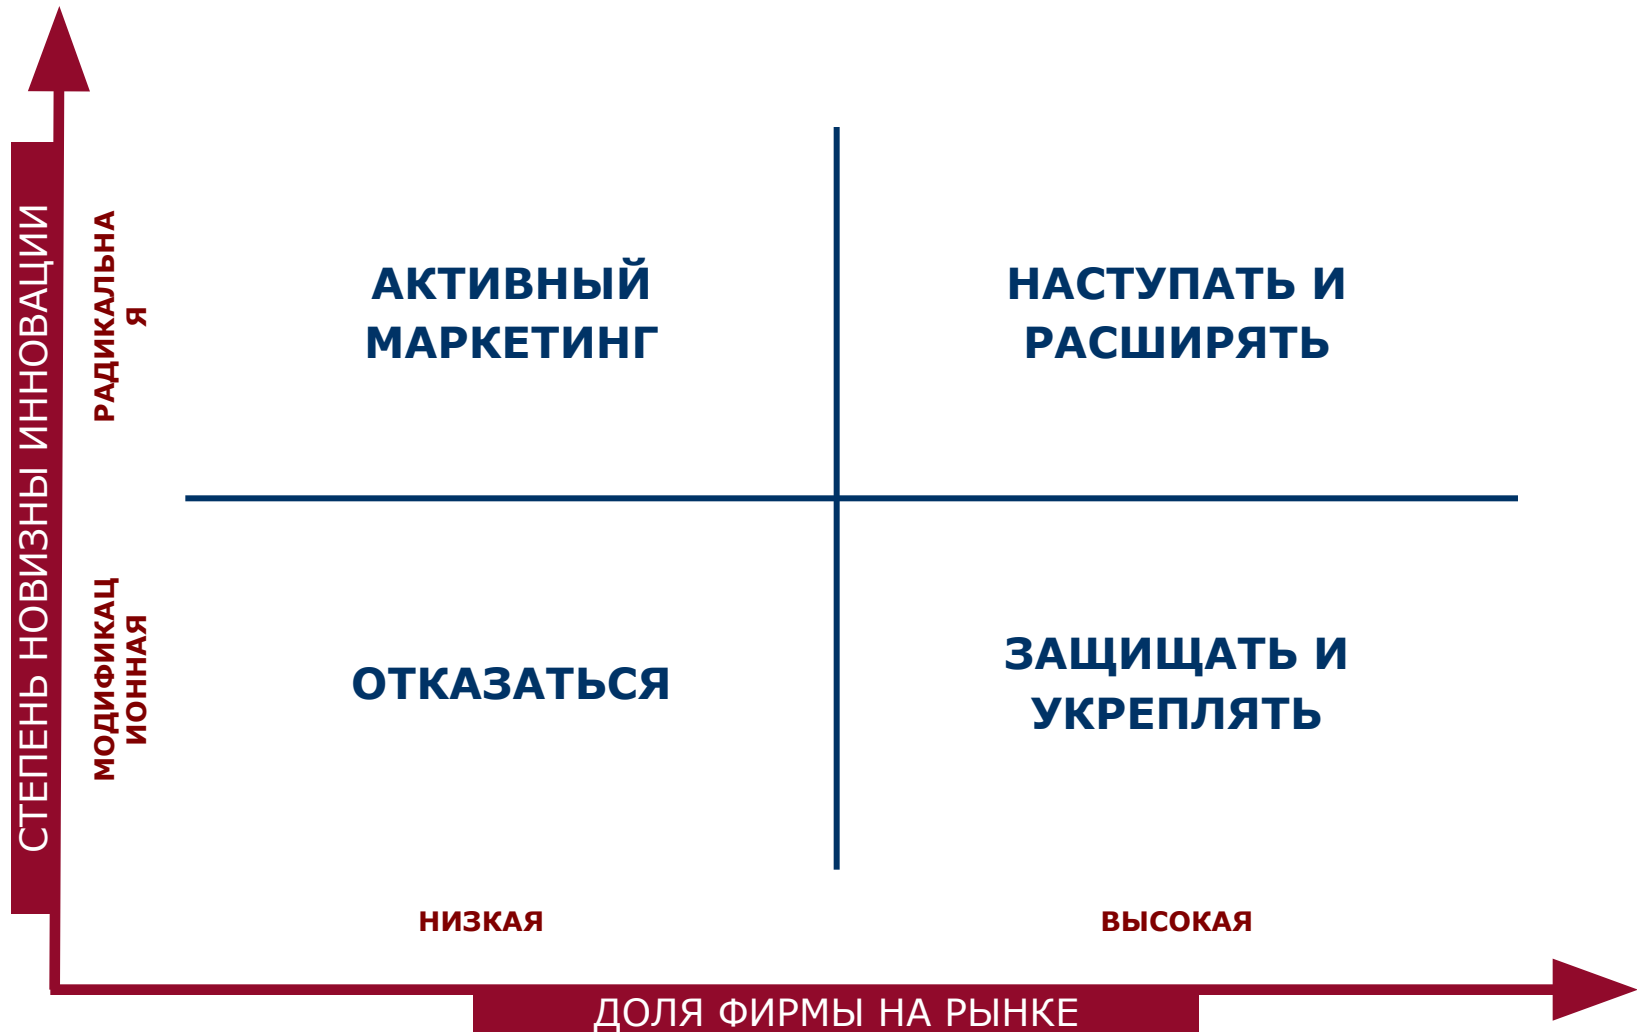 СТЕПЕНЬ НОВИЗНЫ ИННОВАЦИИ
РАДИКАЛЬНА
Я
АКТИВНЫЙ
МАРКЕТИНГ
НАСТУПАТЬ И
РАСШИРЯТЬ
МОДИФИКАЦ
ИОННАЯ
ОТКАЗАТЬСЯ
ЗАЩИЩАТЬ И
УКРЕПЛЯТЬ
НИЗКАЯ
ВЫСОКАЯ
ДОЛЯ ФИРМЫ НА РЫНКЕ